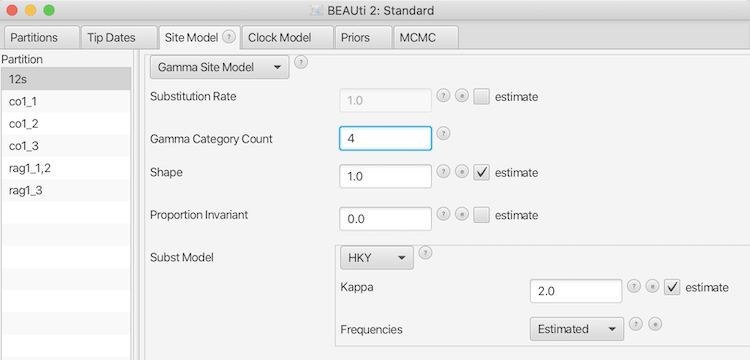 BEAUti 2: Standard
Partitions Tip Dates Site Model ? Clock Model Priors MCMC
Partition
12s
co1_1
co1_2
co1_3
rag1_1,2
rag1_3
Gamma Site Model ?
Substitution Rate 1.0 ? e estimate
Gamma Category Count 4 ?
Shape 1.0 ? e estimate
Proportion Invariant 0.0 ? e estimate
Subst Model HKY ?
Kappa 2.0 ? e estimate
Frequencies Estimated ? e